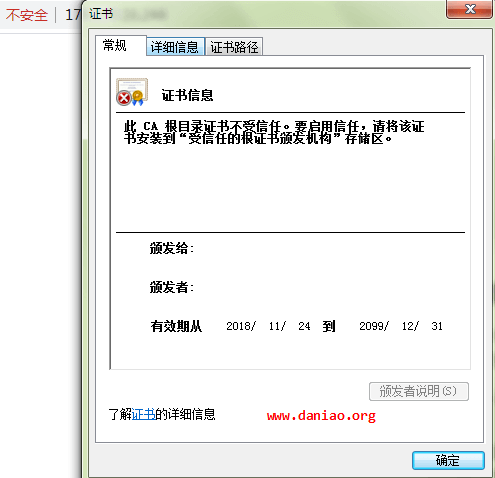 不安全
17
证书
常规
详细信息
证书路径
证书信息
此 CA 根目录证书不受信任。要启用信任，请将该证
书安装到“受信任的根证书颁发机构”存储区。
颁发给:
颁发者:
有效期从 2018/ 11/ 24 到 2099/ 12/ 31
颁发者说明(S)
了解证书的详细信息
www.daniao.org
确定